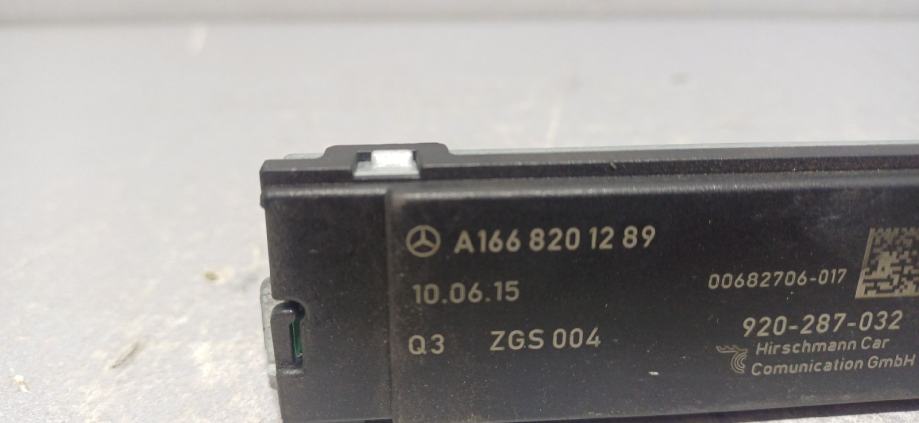 A166 820 12 89
10.06.15
00682706-017
Q3 ZGS 004
920-287-032
Hirschmann Car
Comunication GmbH